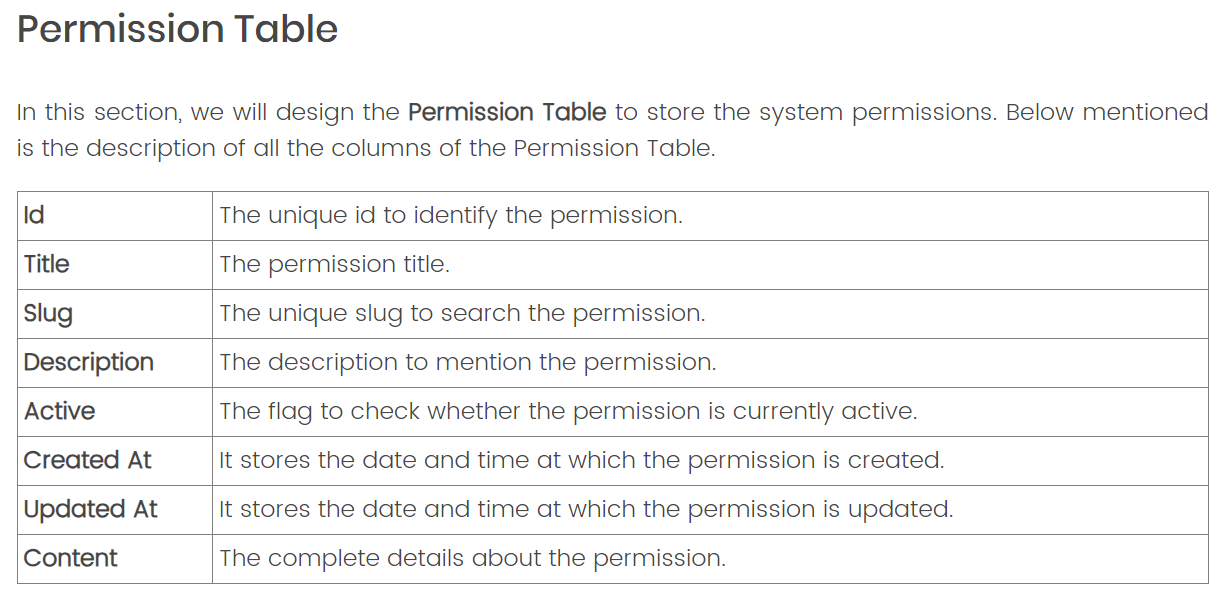 Permission Table
In this section, we will design the Permission Table to store the system permissions. Below mentioned
is the description of all the columns of the Permission Table.
Id The unique id to identify the permission.
Title The permission title.
Slug The unique slug to search the permission.
Description The description to mention the permission.
Active The flag to check whether the permission is currently active.
Created At It stores the date and time at which the permission is created.
Updated At It stores the date and time at which the permission is updated.
Content The complete details about the permission.